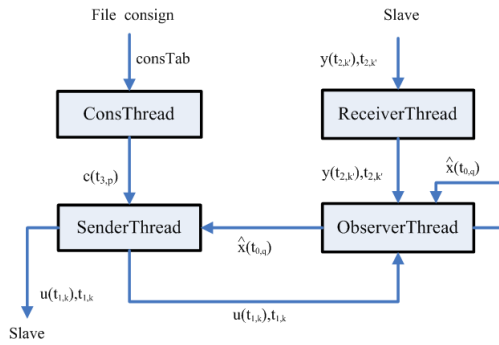 File consign
Slave
consTab
y(t2,k'),t2,k'
ConsThread
ReceiverThread
c(t3,p)
y(t2,k'),t2,k'
x̂(t0,q)
SenderThread
ObserverThread
x̂(t0,q)
u(t1,k),t1,k
u(t1,k),t1,k
Slave